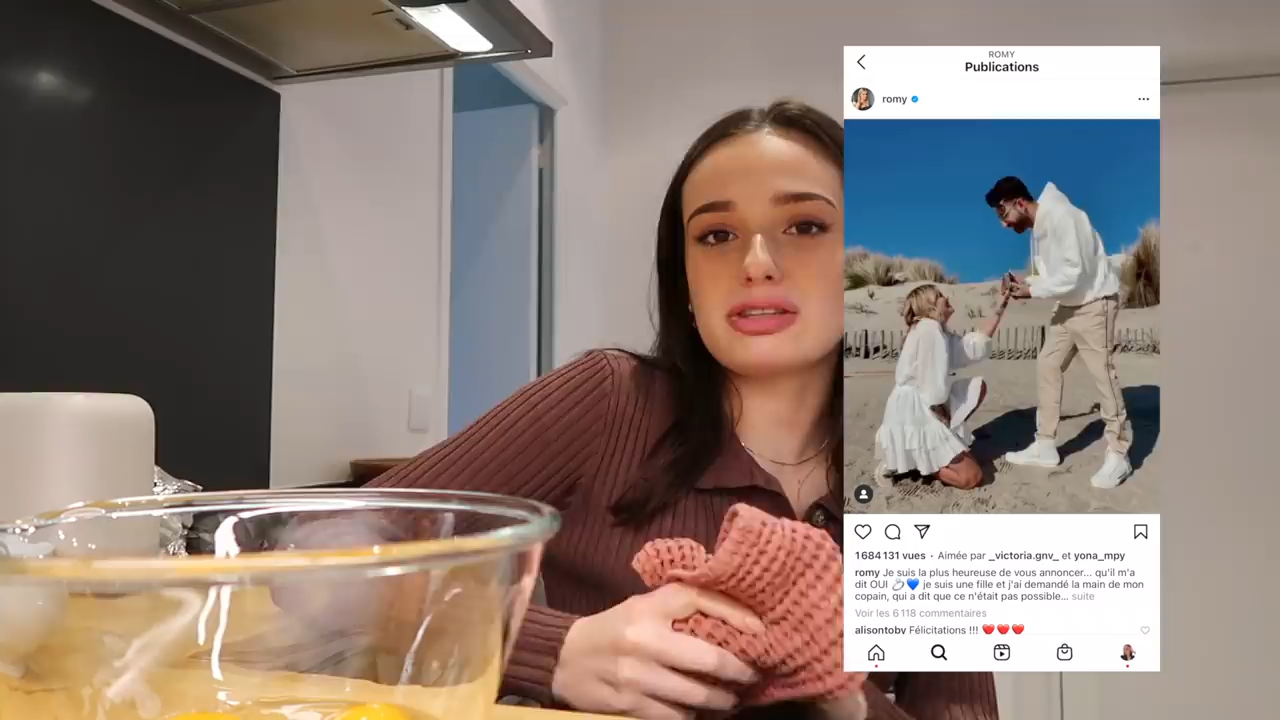 ROMY
Publications
romy
1 684 131 vues · Aimée par _victoria.gnv_ et yona_mpy
romy Je suis la plus heureuse de vous annoncer... qu'il m'a
dit OUI 💍💙 je suis une fille et j'ai demandé la main de mon
copain, qui a dit que ce n'était pas possible... suite
Voir les 6 118 commentaires
alisontoby Félicitations !!! ❤️❤️❤️